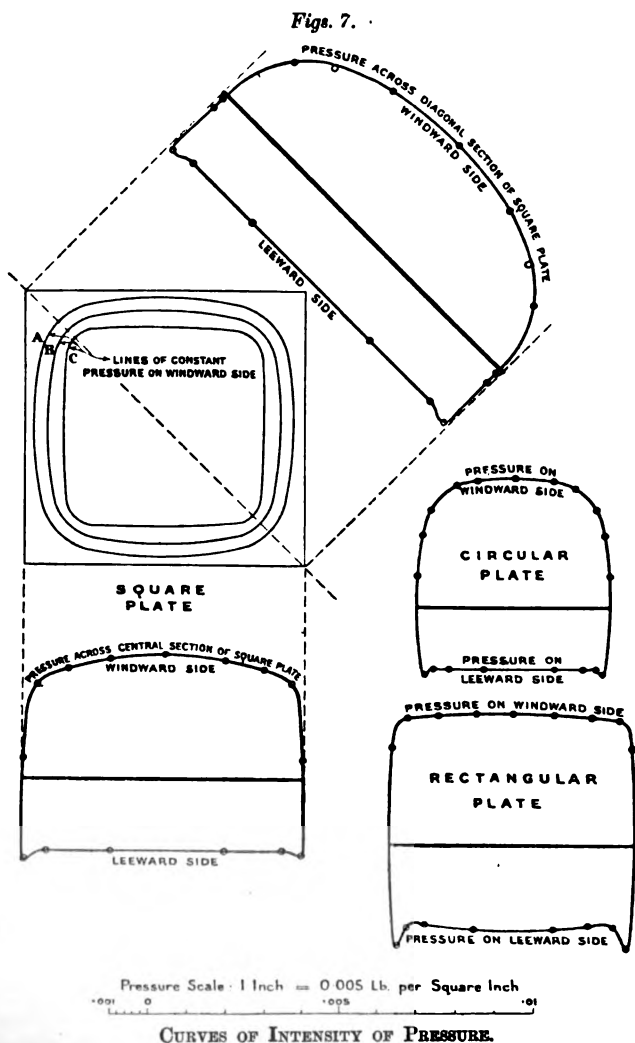 Figs. 7.
PRESSURE ACROSS DIAGONAL SECTION OF SQUARE PLATE
WINDWARD SIDE
LEEWARD SIDE
A
B
C
LINES OF CONSTANT
PRESSURE ON WINDWARD SIDE
SQUARE
PLATE
PRESSURE ACROSS CENTRAL SECTION OF SQUARE PLATE
WINDWARD SIDE
LEEWARD SIDE
PRESSURE ON
WINDWARD SIDE
CIRCULAR
PLATE
PRESSURE ON
LEEWARD SIDE
PRESSURE ON WINDWARD SIDE
RECTANGULAR
PLATE
PRESSURE ON LEEWARD SIDE
Pressure Scale · 1 Inch = 0·005 Lb. per Square Inch
·001 0 ·005 ·01
CURVES OF INTENSITY OF PRESSURE.